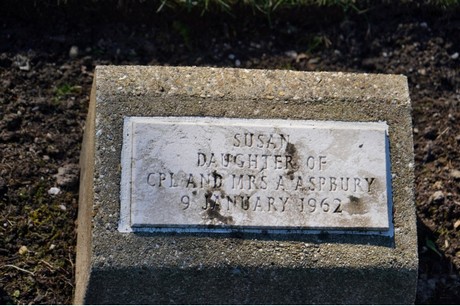 SUSAN
DAUGHTER OF
CPL AND MRS A ASPBURY
9 JANUARY 1962